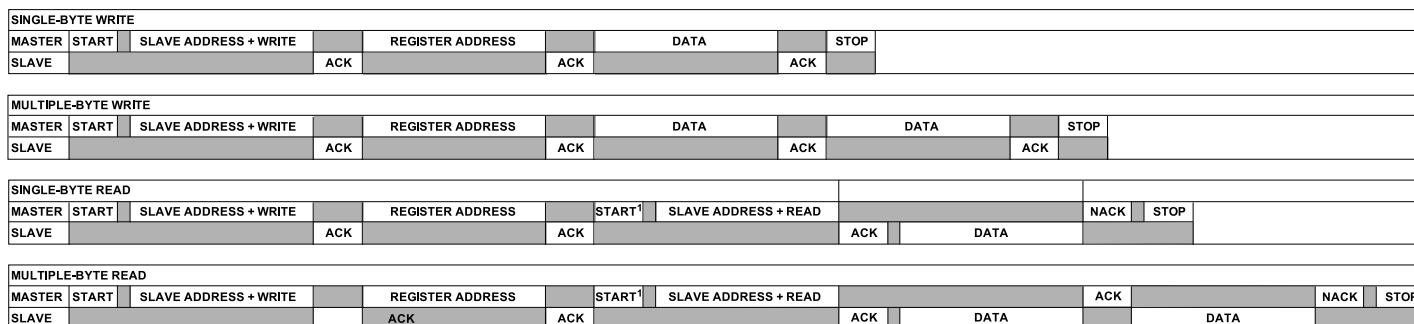 SINGLE-BYTE WRITE
MASTER START SLAVE ADDRESS + WRITE REGISTER ADDRESS DATA STOP
SLAVE ACK ACK ACK
MULTIPLE-BYTE WRITE
MASTER START SLAVE ADDRESS + WRITE REGISTER ADDRESS DATA DATA STOP
SLAVE ACK ACK ACK ACK
SINGLE-BYTE READ
MASTER START SLAVE ADDRESS + WRITE REGISTER ADDRESS START1 SLAVE ADDRESS + READ NACK STOP
SLAVE ACK ACK ACK DATA
MULTIPLE-BYTE READ
MASTER START SLAVE ADDRESS + WRITE REGISTER ADDRESS START1 SLAVE ADDRESS + READ ACK NACK STOP
SLAVE ACK ACK ACK DATA DATA